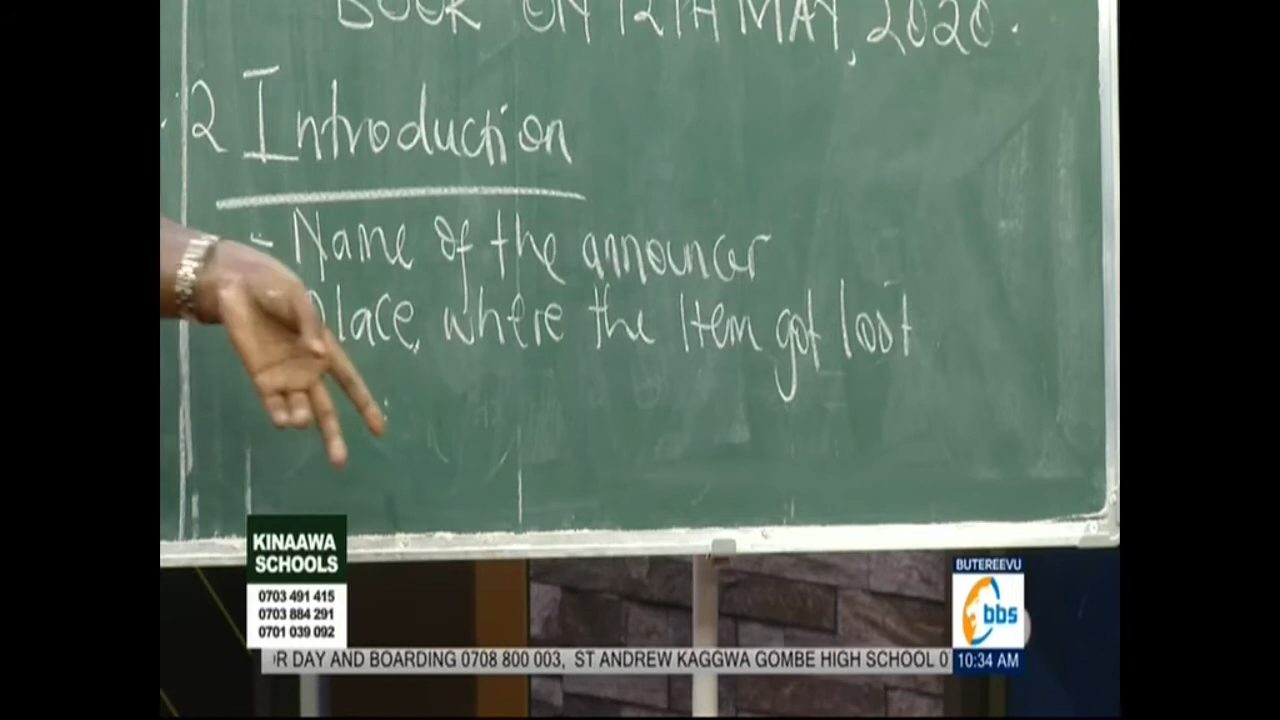 BOOK ON 12TH MAY, 2020.
2 Introduction
- Name of the announcer
Place, where the Item got lost
KINAAWA
SCHOOLS
0703 491 415
0703 884 291
0701 039 092
BUTEREEVU
bbs
R DAY AND BOARDING 0708 800 003, ST ANDREW KAGGWA GOMBE HIGH SCHOOL 0
10:34 AM